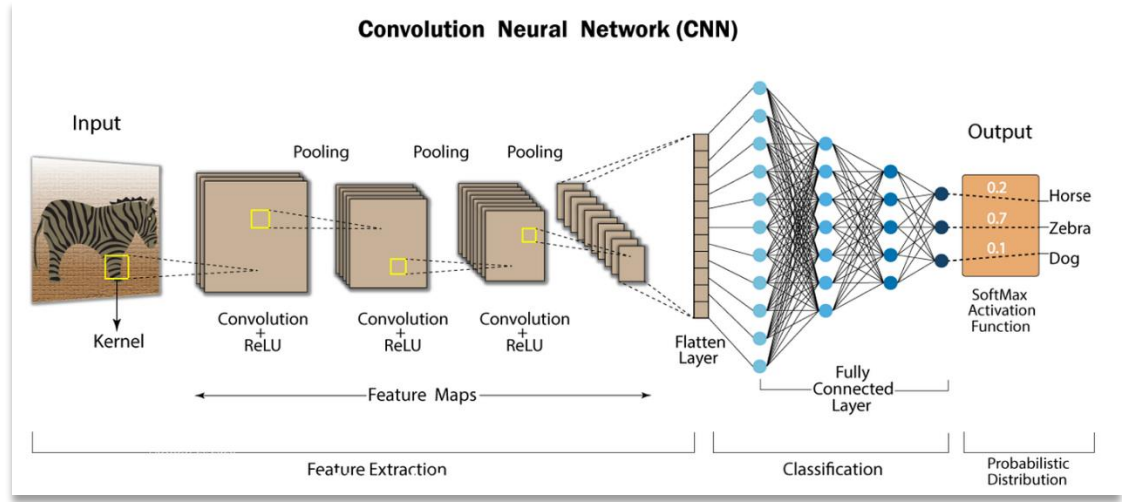 Convolution Neural Network (CNN)
Input
Kernel
Pooling
Pooling
Pooling
Convolution
+
ReLU
Convolution
+
ReLU
Convolution
+
ReLU
Feature Maps
Flatten
Layer
Fully
Connected
Layer
Output
0.2
0.7
0.1
Horse
Zebra
Dog
SoftMax
Activation
Function
Feature Extraction
Classification
Probabilistic
Distribution